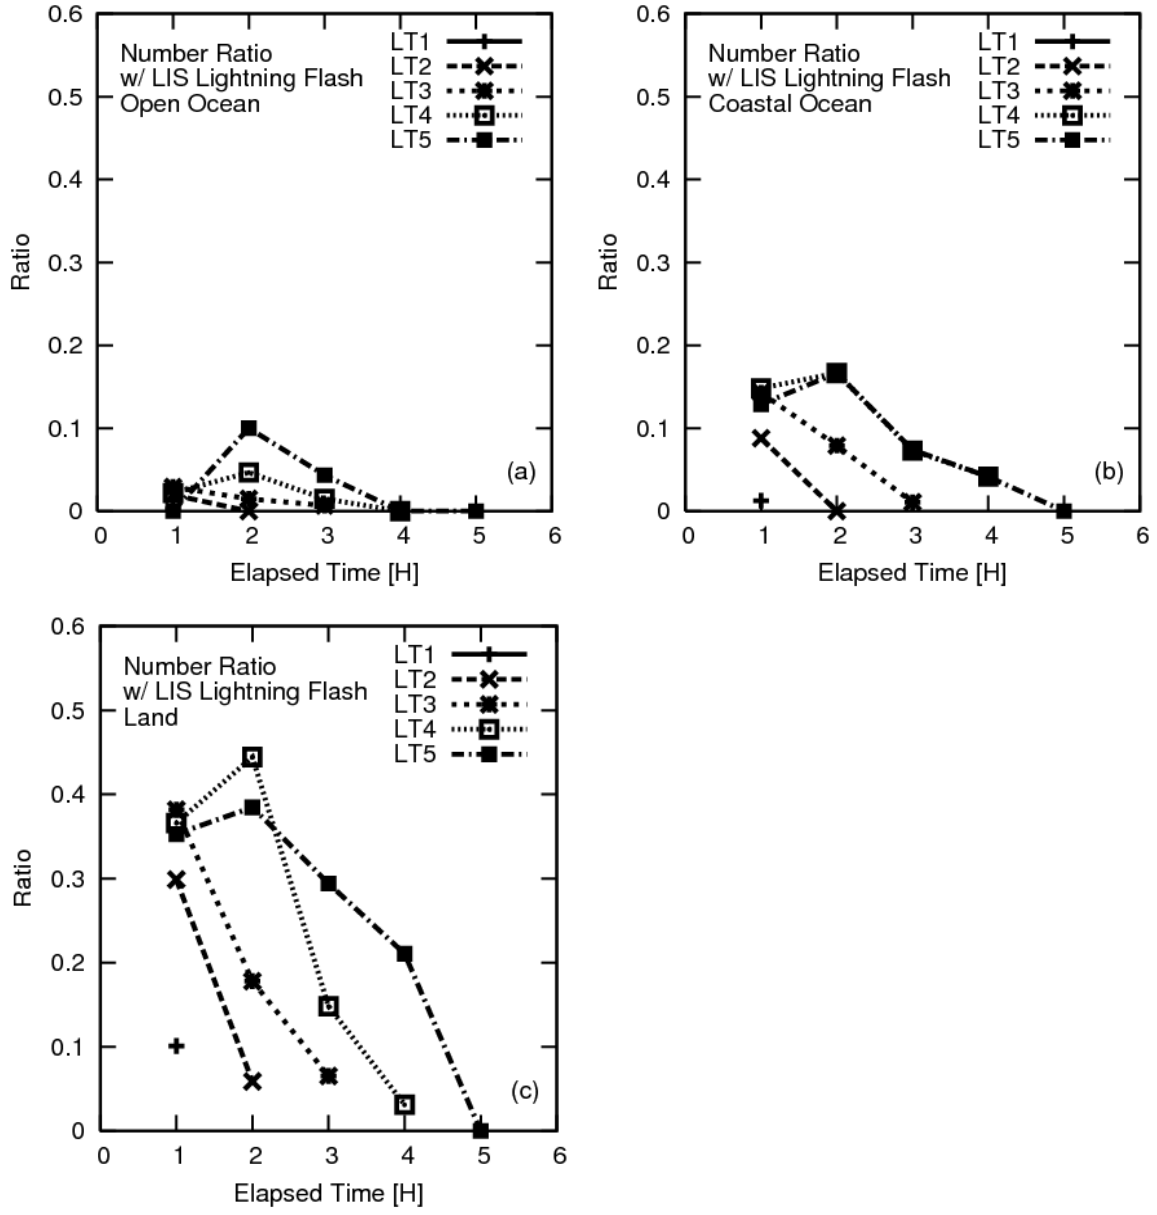 0.6
0.5
0.4
0.3
0.2
0.1
0
Ratio
Number Ratio
w/ LIS Lightning Flash
Open Ocean
LT1
LT2
LT3
LT4
LT5
(a)
0 1 2 3 4 5 6
Elapsed Time [H]
0.6
0.5
0.4
0.3
0.2
0.1
0
Ratio
Number Ratio
w/ LIS Lightning Flash
Coastal Ocean
LT1
LT2
LT3
LT4
LT5
(b)
0 1 2 3 4 5 6
Elapsed Time [H]
0.6
0.5
0.4
0.3
0.2
0.1
0
Ratio
Number Ratio
w/ LIS Lightning Flash
Land
LT1
LT2
LT3
LT4
LT5
(c)
0 1 2 3 4 5 6
Elapsed Time [H]